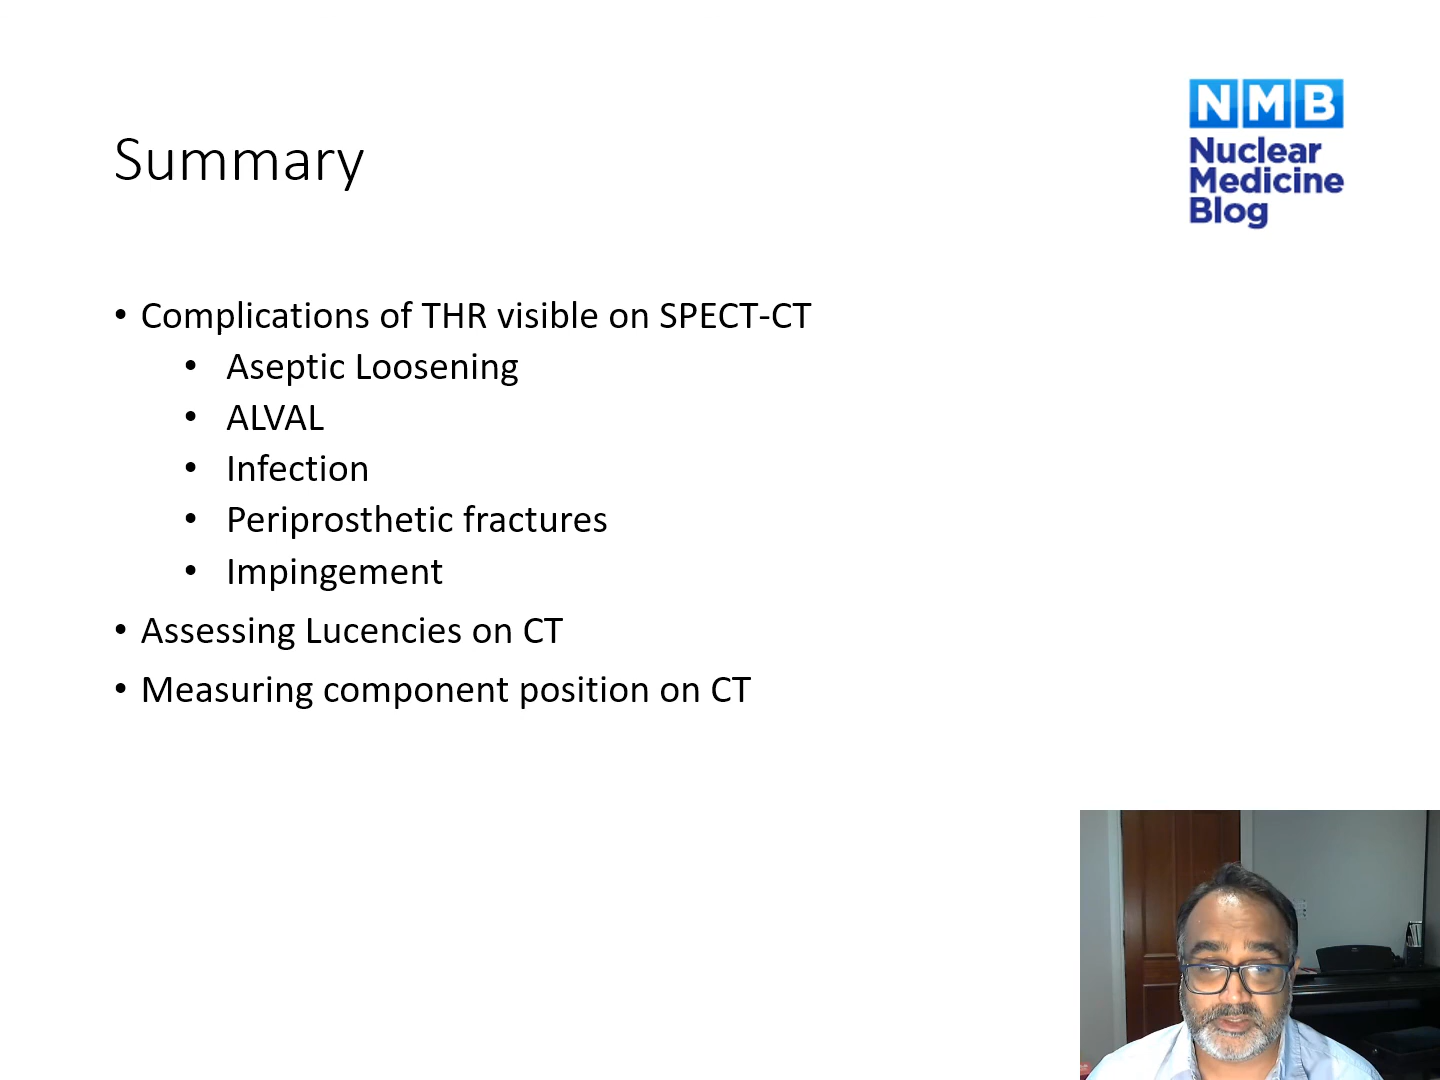 Summary
NMB
Nuclear
Medicine
Blog
• Complications of THR visible on SPECT-CT
• Aseptic Loosening
• ALVAL
• Infection
• Periprosthetic fractures
• Impingement
• Assessing Lucencies on CT
• Measuring component position on CT